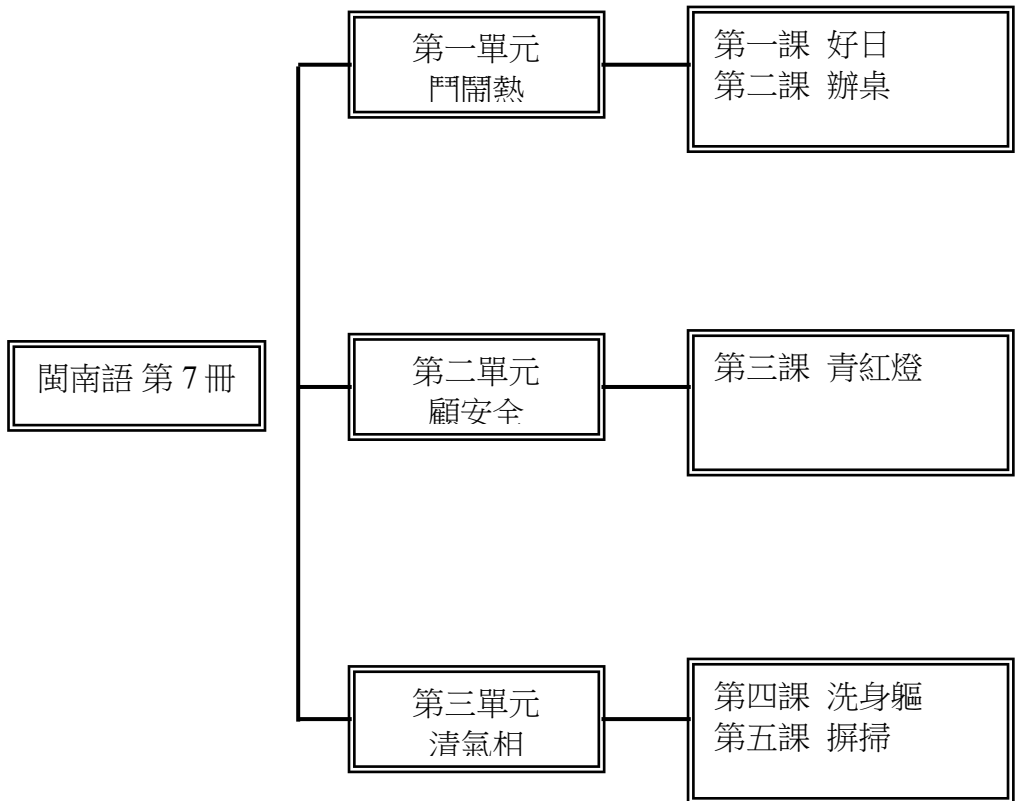 閩南語 第 7 冊
第一單元
鬥鬧熱
第一課 好日
第二課 辦桌
第二單元
顧安全
第三課 青紅燈
第三單元
清氣相
第四課 洗身軀
第五課 摒掃